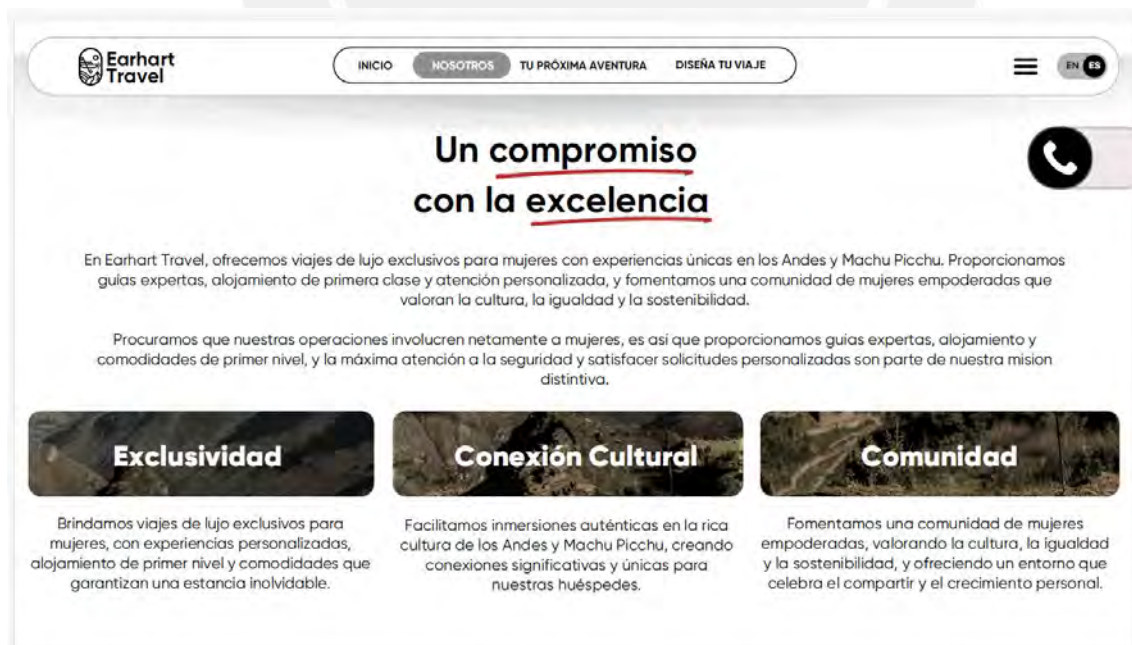 Earhart
Travel
INICIO NOSOTROS TU PRÓXIMA AVENTURA DISEÑA TU VIAJE
EN ES
Un compromiso
con la excelencia
En Earhart Travel, ofrecemos viajes de lujo exclusivos para mujeres con experiencias únicas en los Andes y Machu Picchu. Proporcionamos
guías expertas, alojamiento de primera clase y atención personalizada, y fomentamos una comunidad de mujeres empoderadas que
valoran la cultura, la igualdad y la sostenibilidad.
Procuramos que nuestras operaciones involucren netamente a mujeres, es asi que proporcionamos guias expertas, alojamiento y
comodidades de primer nivel, y la máxima atención a la seguridad y satisfacer solicitudes personalizadas son parte de nuestra mision
distintiva.
Exclusividad
Brindamos viajes de lujo exclusivos para
mujeres, con experiencias personalizadas,
alojamiento de primer nivel y comodidades que
garantizan una estancia inolvidable.
Conexión Cultural
Facilitamos inmersiones auténticas en la rica
cultura de los Andes y Machu Picchu, creando
conexiones significativas y únicas para
nuestras huéspedes.
Comunidad
Fomentamos una comunidad de mujeres
empoderadas, valorando la cultura, la igualdad
y la sostenibilidad, y ofreciendo un entorno que
celebra el compartir y el crecimiento personal.